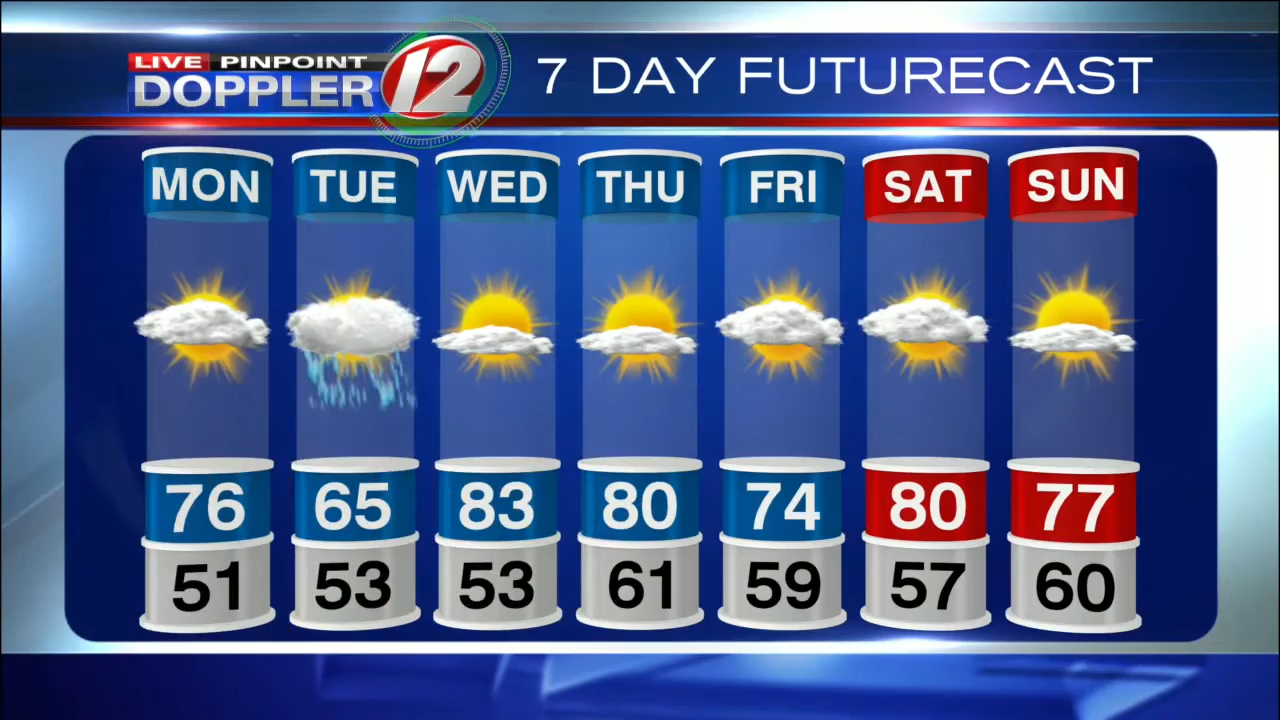 LIVE PINPOINT
DOPPLER 12
7 DAY FUTURECAST
MON TUE WED THU FRI SAT SUN
76 65 83 80 74 80 77
51 53 53 61 59 57 60